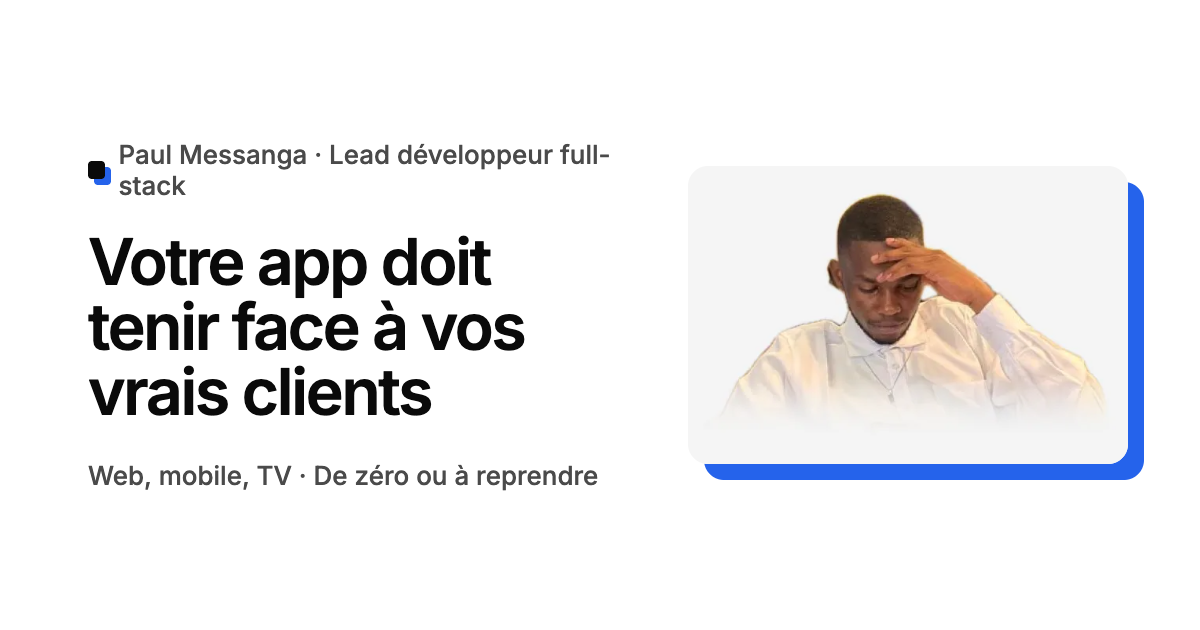 Paul Messanga · Lead développeur full-
stack
Votre app doit
tenir face à vos
vrais clients
Web, mobile, TV · De zéro ou à reprendre